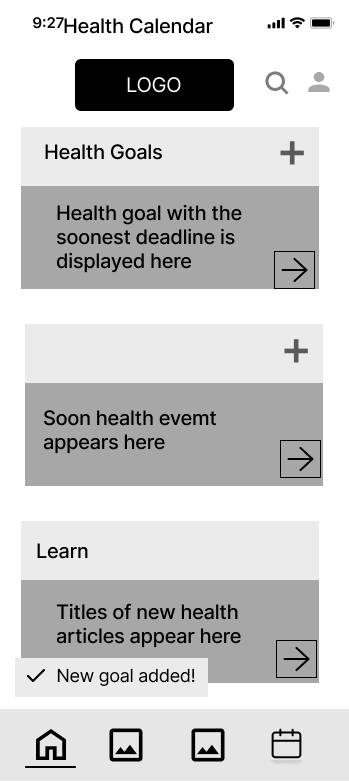 9:27
Health Calendar
LOGO
Health Goals
Health goal with the
soonest deadline is
displayed here
Soon health evemt
appears here
Learn
Titles of new health
articles appear here
New goal added!